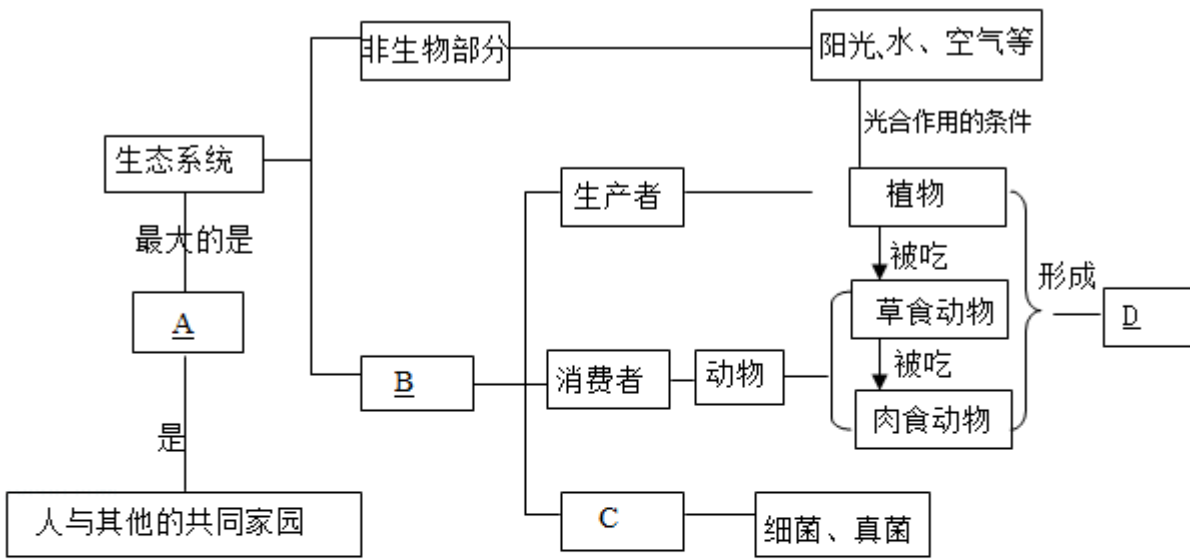 非生物部分
阳光、水、空气等
光合作用的条件
生态系统
生产者
植物
最大的是
被吃
形成
A
草食动物
D
B
消费者
动物
被吃
肉食动物
是
人与其他的共同家园
C
细菌、真菌